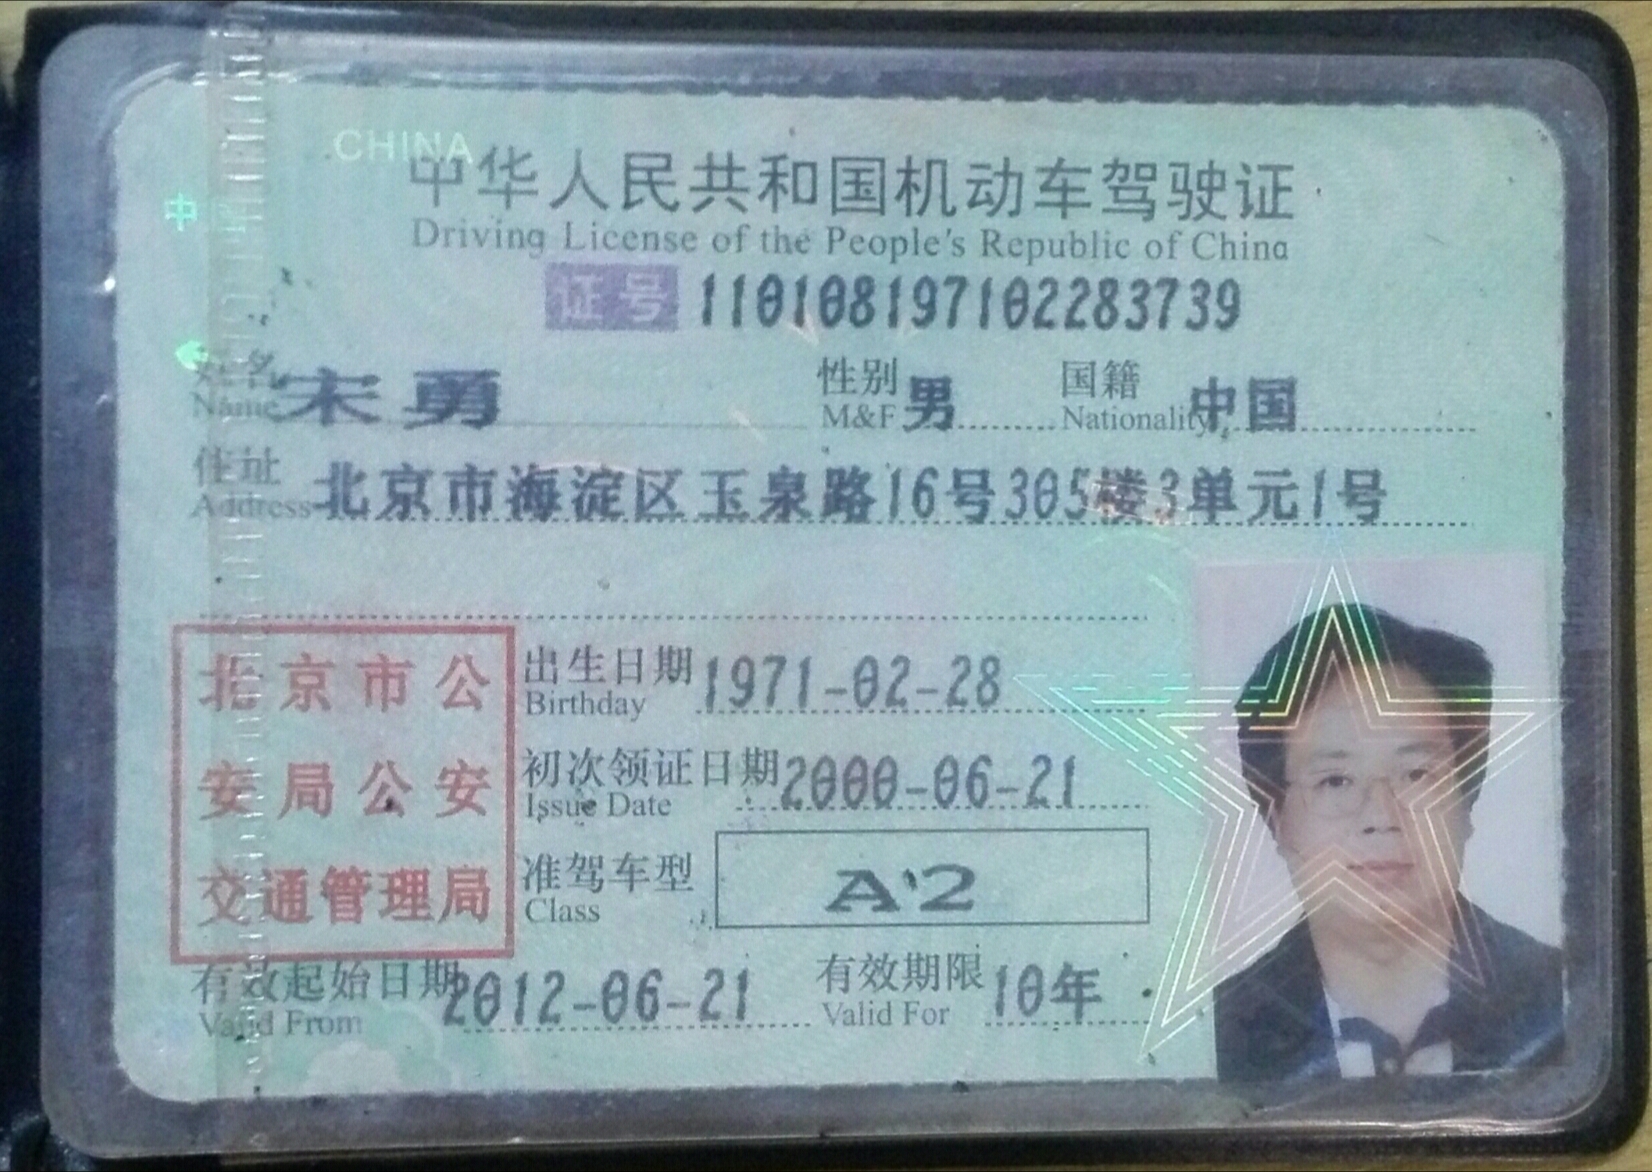 CHINA
中国
中华人民共和国机动车驾驶证
Driving License of the People's Republic of China
证号 110108197102283739
姓名 Name 宋勇 性别 M&F 男 国籍 Nationality 中国
住址 Address 北京市海淀区玉泉路16号305楼3单元1号
北京市公
安局公安
交通管理局
出生日期 Birthday 1971-02-28
初次领证日期 Issue Date 2000-06-21
准驾车型 Class A2
有效起始日期 Valid From 2012-06-21 有效期限 Valid For 10年